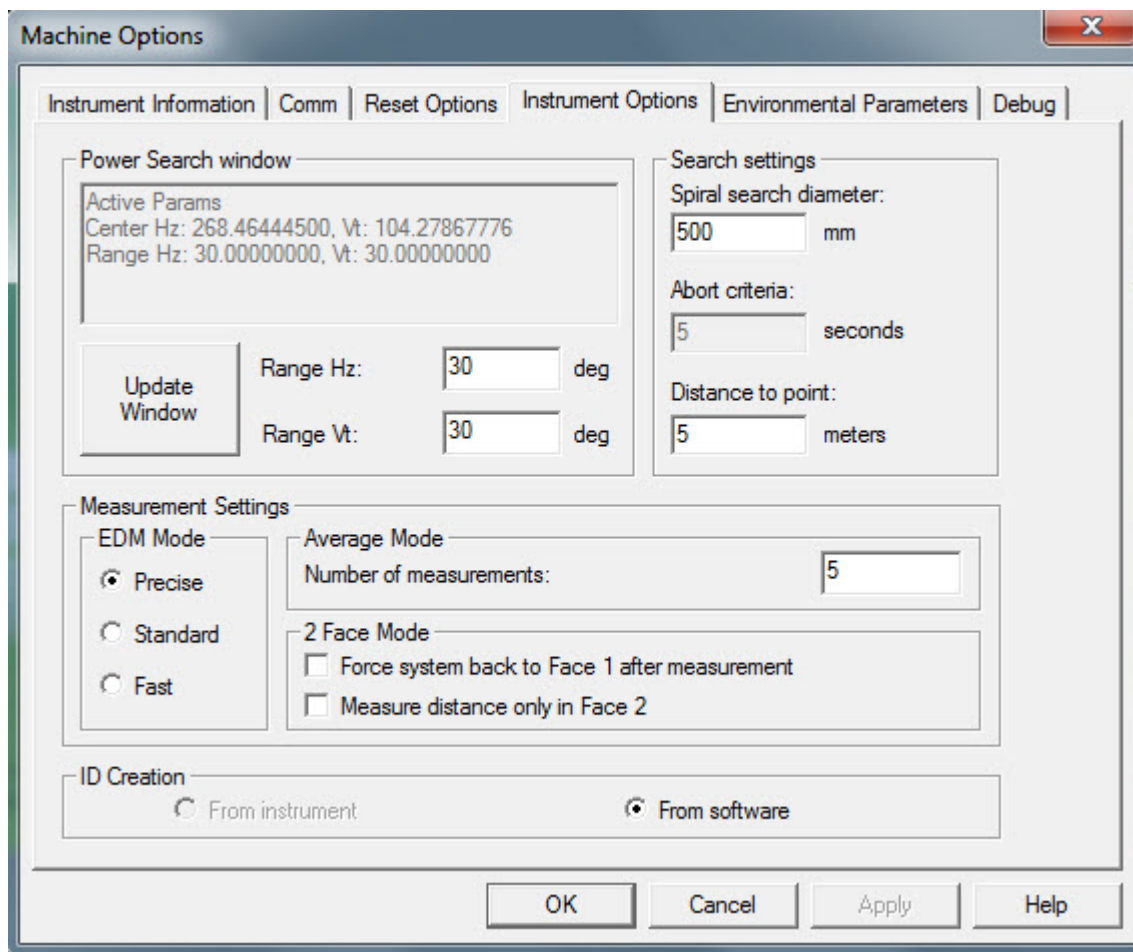 Machine Options
Instrument Information
Comm
Reset Options
Instrument Options
Environmental Parameters
Debug
Power Search window
Active Params
Center Hz: 268.46444500, Vt: 104.27867776
Range Hz: 30.00000000, Vt: 30.00000000
Update
Window
Range Hz: 30 deg
Range Vt: 30 deg
Search settings
Spiral search diameter:
500 mm
Abort criteria:
5 seconds
Distance to point:
5 meters
Measurement Settings
EDM Mode
Precise
Standard
Fast
Average Mode
Number of measurements: 5
2 Face Mode
Force system back to Face 1 after measurement
Measure distance only in Face 2
ID Creation
From instrument
From software
OK
Cancel
Apply
Help